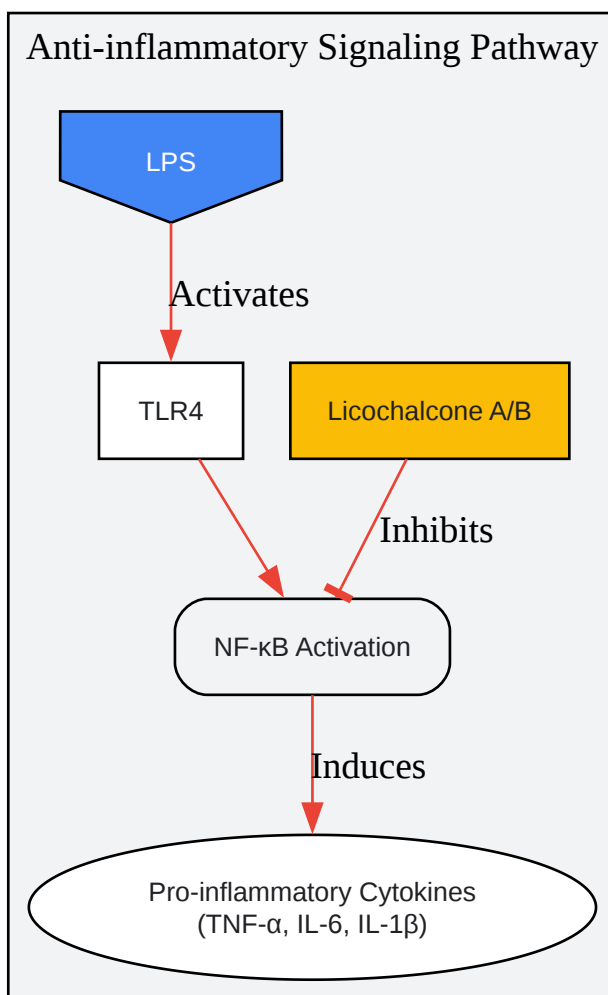 Anti-inflammatory Signaling Pathway
LPS
Activates
TLR4
Licochalcone A/B
Inhibits
NF-κB Activation
Induces
Pro-inflammatory Cytokines
(TNF-α, IL-6, IL-1β)